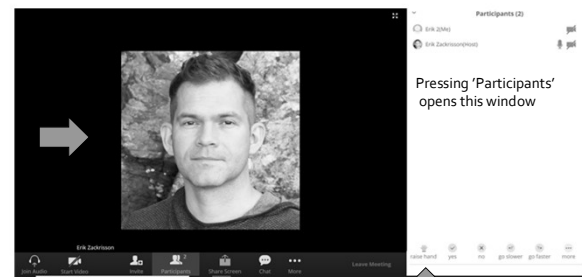 Participants (2)
Erik 2(Me)
Erik Zackrisson(Host)
Pressing ’Participants’
opens this window
Erik Zackrisson
Join Audio
Start Video
Invite
Participants
2
Share Screen
Chat
More
Leave Meeting
raise hand
yes
no
go slower
go faster
more